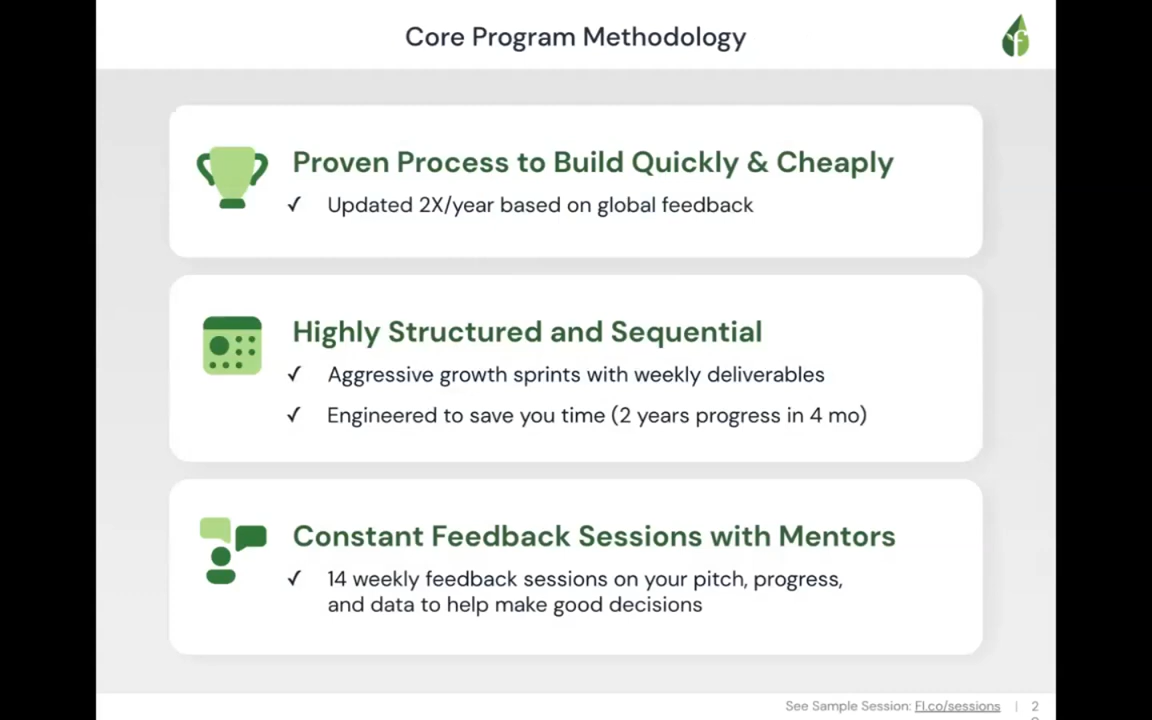 Core Program Methodology
Proven Process to Build Quickly & Cheaply
✓ Updated 2X/year based on global feedback
Highly Structured and Sequential
✓ Aggressive growth sprints with weekly deliverables
✓ Engineered to save you time (2 years progress in 4 mo)
Constant Feedback Sessions with Mentors
✓ 14 weekly feedback sessions on your pitch, progress,
and data to help make good decisions
See Sample Session: FI.co/sessions | 2